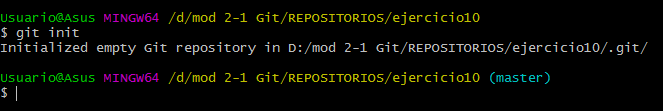 Usuario@Asus MINGW64 /d/mod 2-1 Git/REPOSITORIOS/ejercicio10
$ git init
Initialized empty Git repository in D:/mod 2-1 Git/REPOSITORIOS/ejercicio10/.git/
Usuario@Asus MINGW64 /d/mod 2-1 Git/REPOSITORIOS/ejercicio10 (master)
$